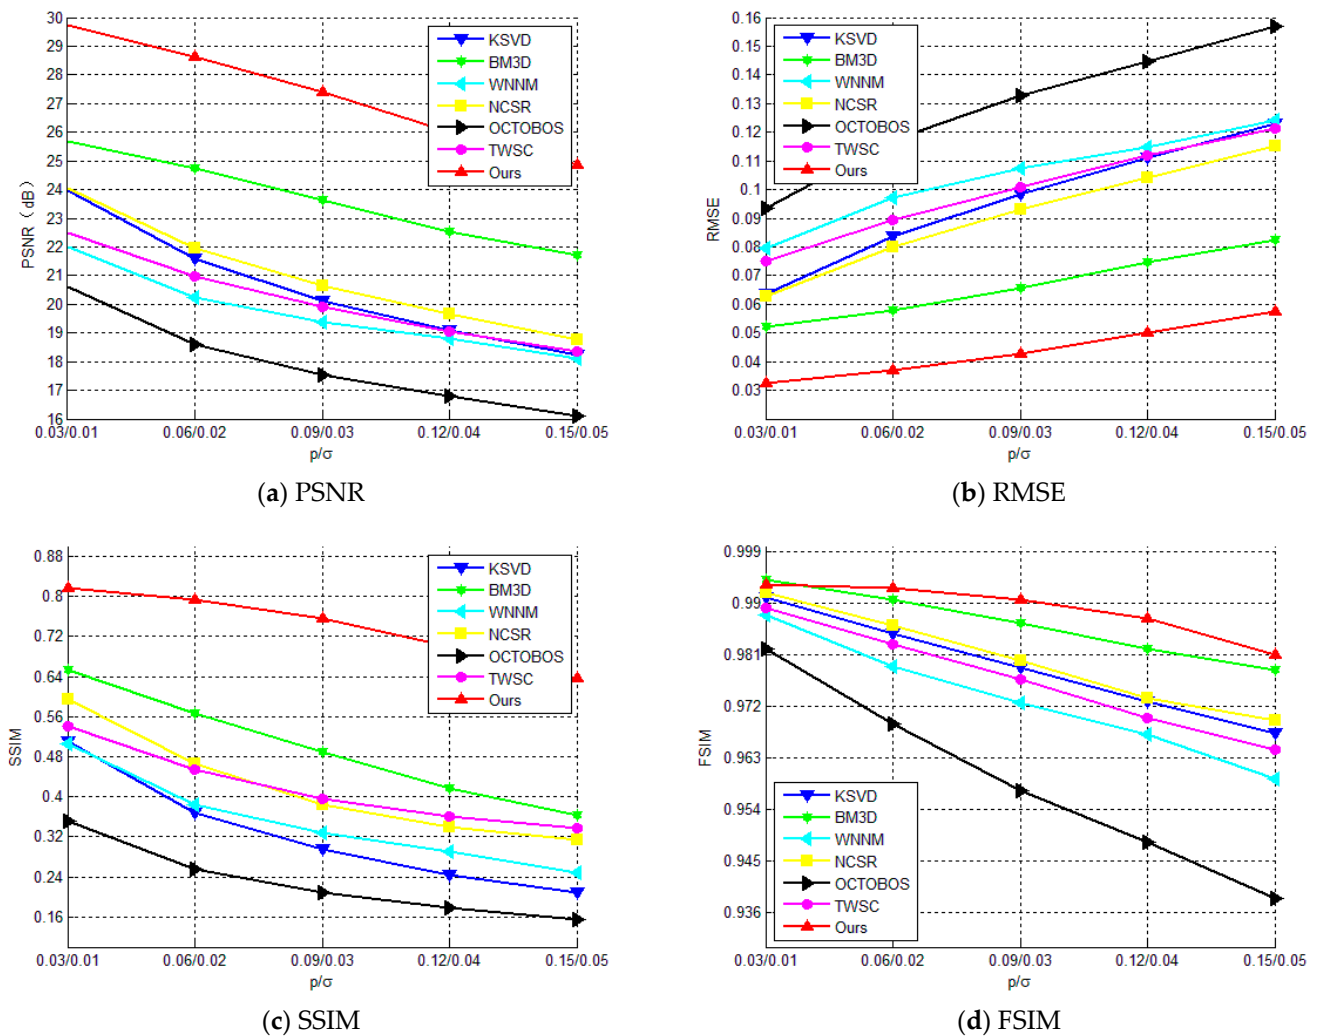 30
29
28
27
26
25
24
23
22
21
20
19
18
17
16
PSNR（dB）
KSVD
BM3D
WNNM
NCSR
OCTOBOS
TWSC
Ours
0.03/0.01 0.06/0.02 0.09/0.03 0.12/0.04 0.15/0.05
p/σ
(a) PSNR
0.16
0.15
0.14
0.13
0.12
0.11
0.1
0.09
0.08
0.07
0.06
0.05
0.04
0.03
RMSE
KSVD
BM3D
WNNM
NCSR
OCTOBOS
TWSC
Ours
0.03/0.01 0.06/0.02 0.09/0.03 0.12/0.04 0.15/0.05
p/σ
(b) RMSE
0.88
0.8
0.72
0.64
0.56
0.48
0.4
0.32
0.24
0.16
SSIM
KSVD
BM3D
WNNM
NCSR
OCTOBOS
TWSC
Ours
0.03/0.01 0.06/0.02 0.09/0.03 0.12/0.04 0.15/0.05
p/σ
(c) SSIM
0.999
0.99
0.981
0.972
0.963
0.954
0.945
0.936
FSIM
KSVD
BM3D
WNNM
NCSR
OCTOBOS
TWSC
Ours
0.03/0.01 0.06/0.02 0.09/0.03 0.12/0.04 0.15/0.05
p/σ
(d) FSIM